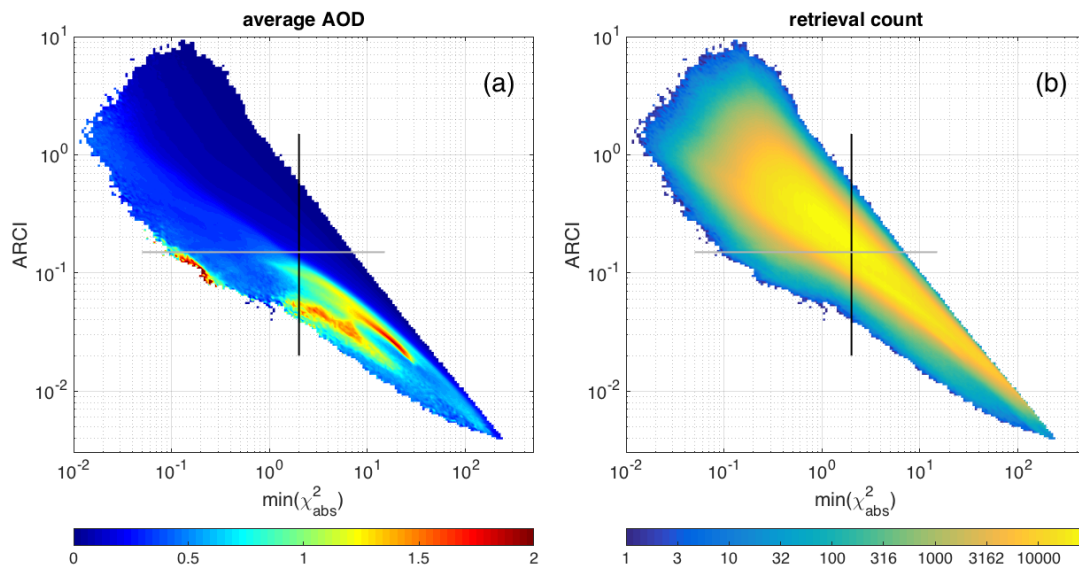 average AOD
(a)
ARCI
10^1
10^0
10^-1
10^-2
10^-2 10^-1 10^0 10^1 10^2
min(χ²abs)
0 0.5 1 1.5 2
retrieval count
(b)
ARCI
10^1
10^0
10^-1
10^-2
10^-2 10^-1 10^0 10^1 10^2
min(χ²abs)
1 3 10 32 100 316 1000 3162 10000